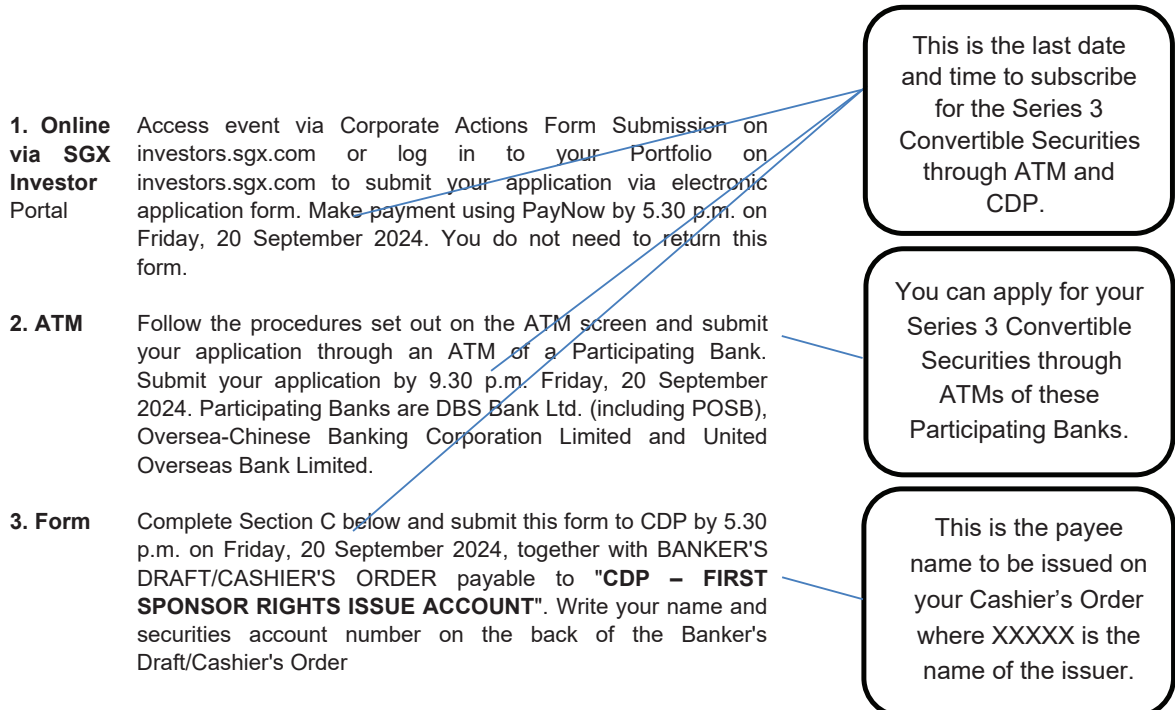 1. Online via SGX Investor Portal
Access event via Corporate Actions Form Submission on
investors.sgx.com or log in to your Portfolio on
investors.sgx.com to submit your application via electronic
application form. Make payment using PayNow by 5.30 p.m. on
Friday, 20 September 2024. You do not need to return this
form.
2. ATM
Follow the procedures set out on the ATM screen and submit
your application through an ATM of a Participating Bank.
Submit your application by 9.30 p.m. Friday, 20 September
2024. Participating Banks are DBS Bank Ltd. (including POSB),
Oversea-Chinese Banking Corporation Limited and United
Overseas Bank Limited.
3. Form
Complete Section C below and submit this form to CDP by 5.30
p.m. on Friday, 20 September 2024, together with BANKER'S
DRAFT/CASHIER'S ORDER payable to "CDP – FIRST
SPONSOR RIGHTS ISSUE ACCOUNT". Write your name and
securities account number on the back of the Banker's
Draft/Cashier's Order
This is the last date
and time to subscribe
for the Series 3
Convertible Securities
through ATM and
CDP.
You can apply for your
Series 3 Convertible
Securities through
ATMs of these
Participating Banks.
This is the payee
name to be issued on
your Cashier’s Order
where XXXXX is the
name of the issuer.